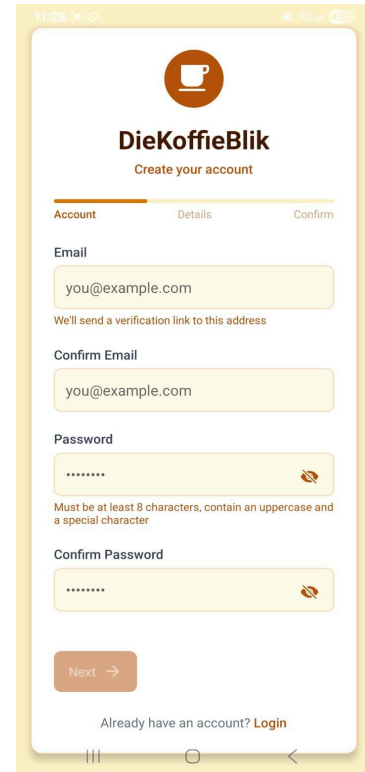 11:28
DieKoffieBlik
Create your account
Account Details Confirm
Email
you@example.com
We'll send a verification link to this address
Confirm Email
you@example.com
Password
••••••••
Must be at least 8 characters, contain an uppercase and
a special character
Confirm Password
••••••••
Next →
Already have an account? Login